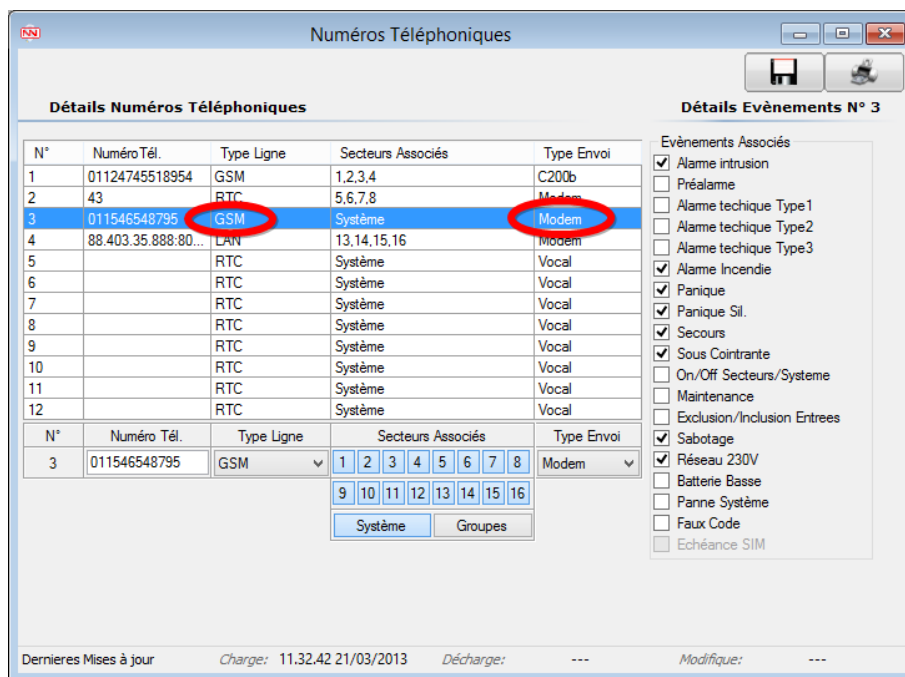 Numéros Téléphoniques
Détails Numéros Téléphoniques
Détails Evènements N° 3
N° Numéro Tél. Type Ligne Secteurs Associés Type Envoi
1 01124745518954 GSM 1,2,3,4 C200b
2 43 RTC 5,6,7,8 Modem
3 011546548795 GSM Système Modem
4 88.403.35.888:80... LAN 13,14,15,16 Modem
5 RTC Système Vocal
6 RTC Système Vocal
7 RTC Système Vocal
8 RTC Système Vocal
9 RTC Système Vocal
10 RTC Système Vocal
11 RTC Système Vocal
12 RTC Système Vocal
N° Numéro Tél. Type Ligne Secteurs Associés Type Envoi
3 011546548795 GSM 1 2 3 4 5 6 7 8 Modem
9 10 11 12 13 14 15 16
Système Groupes
Evènements Associés
Alarme intrusion
Préalarme
Alarme techique Type1
Alarme techique Type2
Alarme techique Type3
Alarme Incendie
Panique
Panique Sil.
Secours
Sous Cointrante
On/Off Secteurs/Systeme
Maintenance
Exclusion/Inclusion Entrees
Sabotage
Réseau 230V
Batterie Basse
Panne Système
Faux Code
Echéance SIM
Dernieres Mises à jour Charge: 11.32.42 21/03/2013 Décharge: --- Modifique: ---